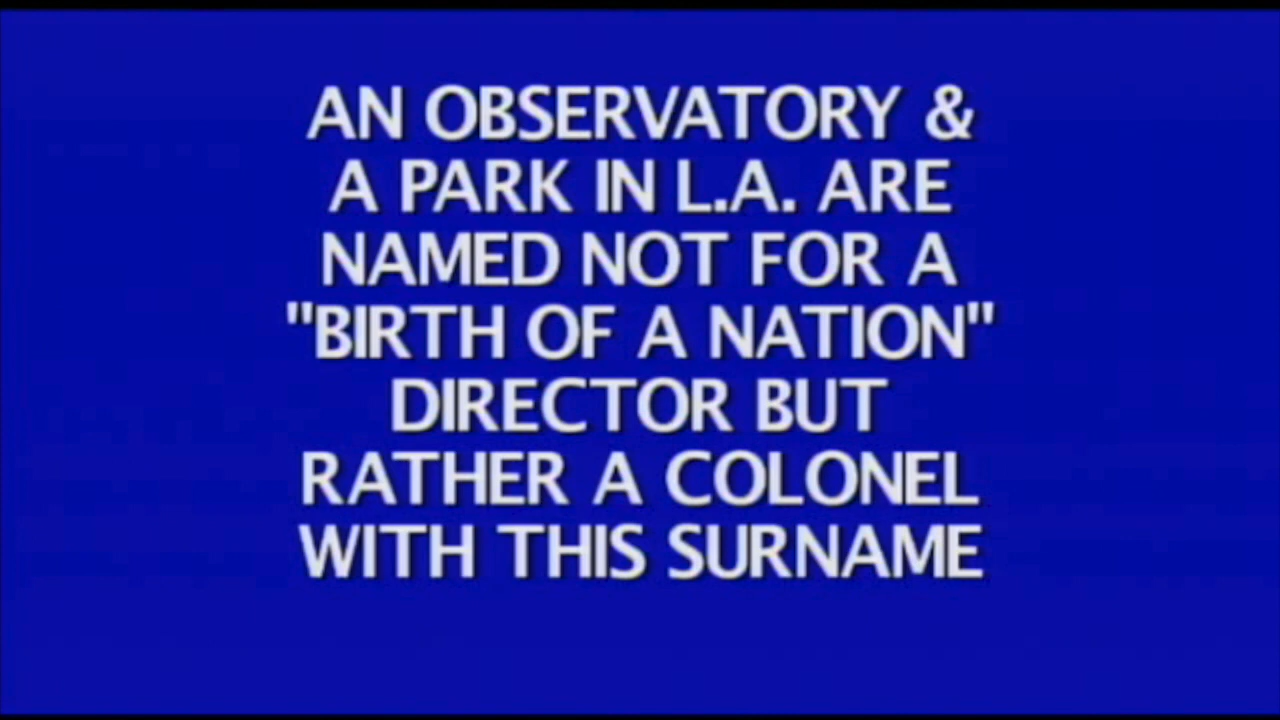 AN OBSERVATORY &
A PARK IN L.A. ARE
NAMED NOT FOR A
"BIRTH OF A NATION"
DIRECTOR BUT
RATHER A COLONEL
WITH THIS SURNAME